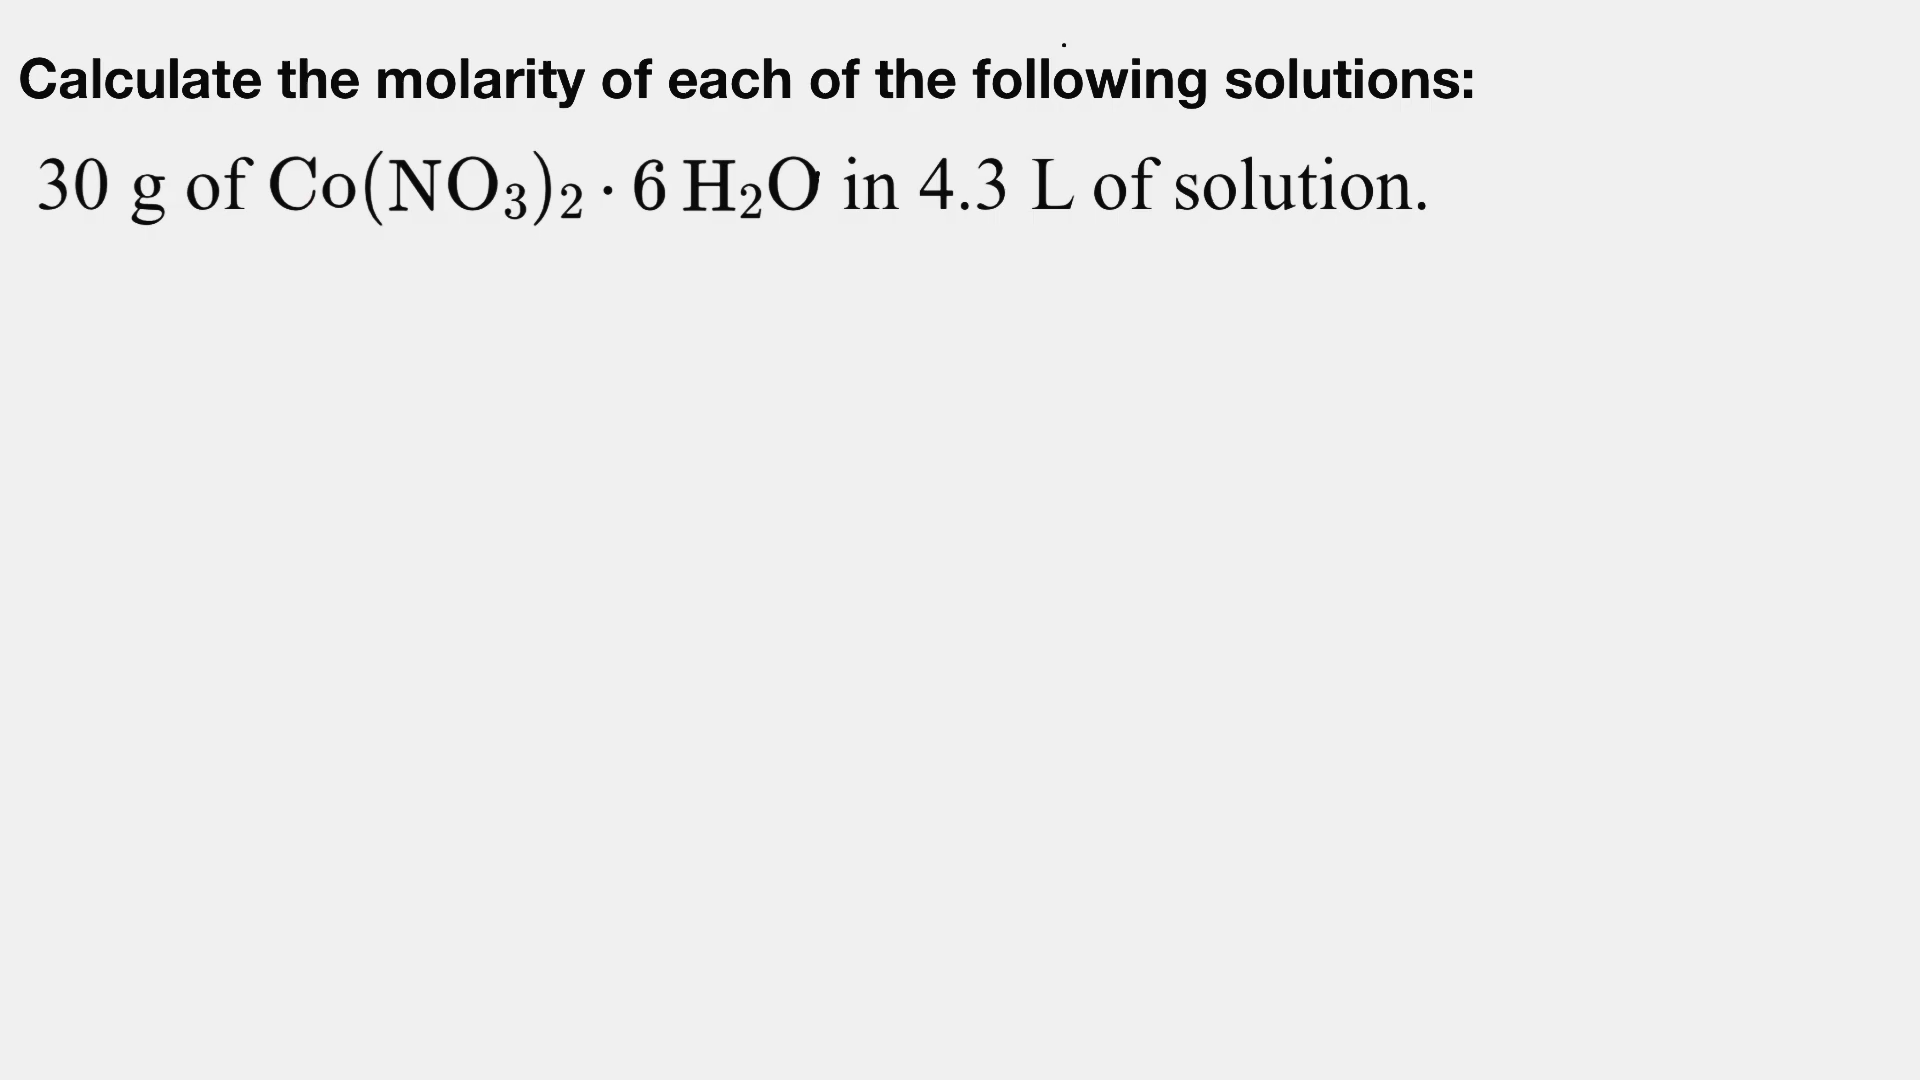 Calculate the molarity of each of the following solutions:
30 g of Co(NO₃)₂ · 6 H₂O in 4.3 L of solution.